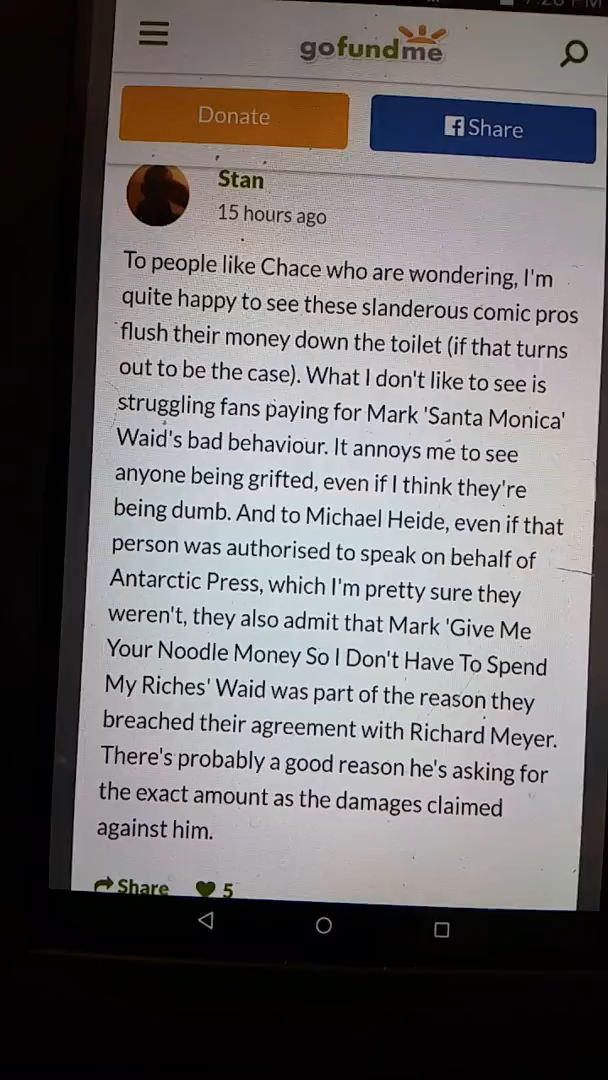 gofundme
Donate
f Share
Stan
15 hours ago
To people like Chace who are wondering, I'm
quite happy to see these slanderous comic pros
flush their money down the toilet (if that turns
out to be the case). What I don't like to see is
struggling fans paying for Mark 'Santa Monica'
Waid's bad behaviour. It annoys me to see
anyone being grifted, even if I think they're
being dumb. And to Michael Heide, even if that
person was authorised to speak on behalf of
Antarctic Press, which I'm pretty sure they
weren't, they also admit that Mark 'Give Me
Your Noodle Money So I Don't Have To Spend
My Riches' Waid was part of the reason they
breached their agreement with Richard Meyer.
There's probably a good reason he's asking for
the exact amount as the damages claimed
against him.
Share 5